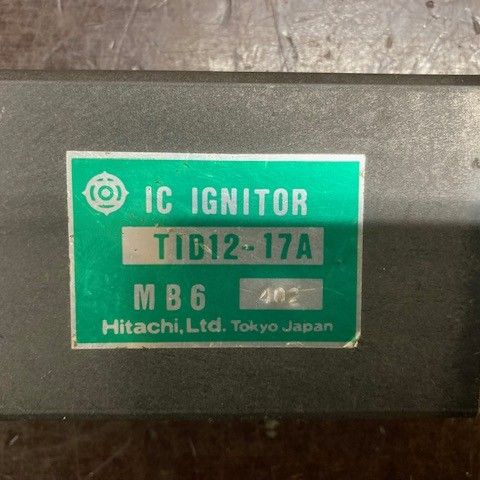 IC IGNITOR
TID12-17A
MB6 402
Hitachi, Ltd. Tokyo Japan